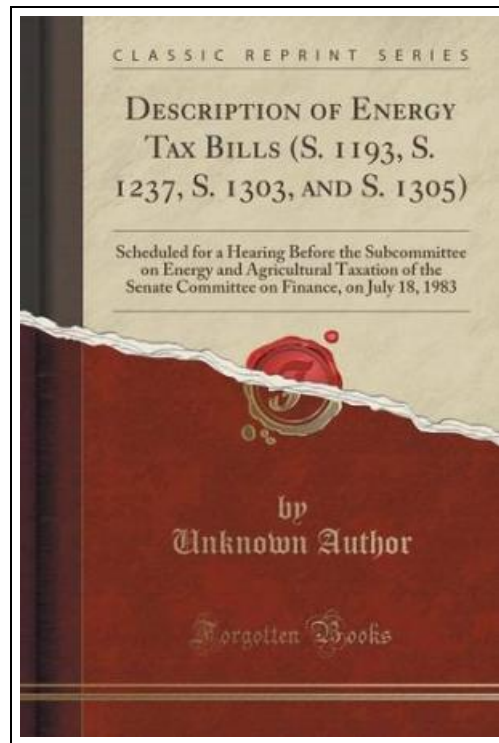 CLASSIC REPRINT SERIES
DESCRIPTION OF ENERGY
TAX BILLS (S. 1193, S.
1237, S. 1303, AND S. 1305)
Scheduled for a Hearing Before the Subcommittee
on Energy and Agricultural Taxation of the
Senate Committee on Finance, on July 18, 1983
by
Unknown Author
Forgotten Books